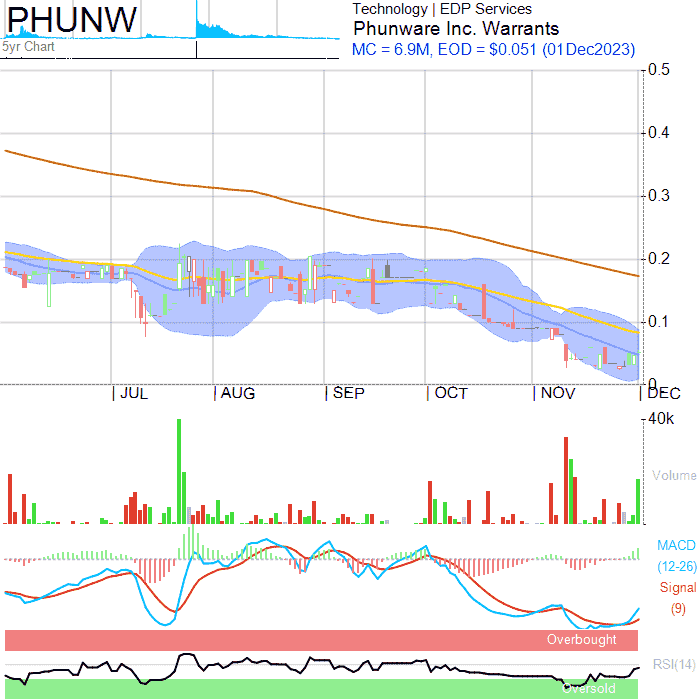 PHUNW
5yr Chart
Technology | EDP Services
Phunware Inc. Warrants
MC = 6.9M, EOD = $0.051 (01Dec2023)
0.5
0.4
0.3
0.2
0.1
0
| JUL
| AUG
| SEP
| OCT
| NOV
| DEC
40k
Volume
MACD
(12-26)
Signal
(9)
Overbought
RSI(14)
Oversold